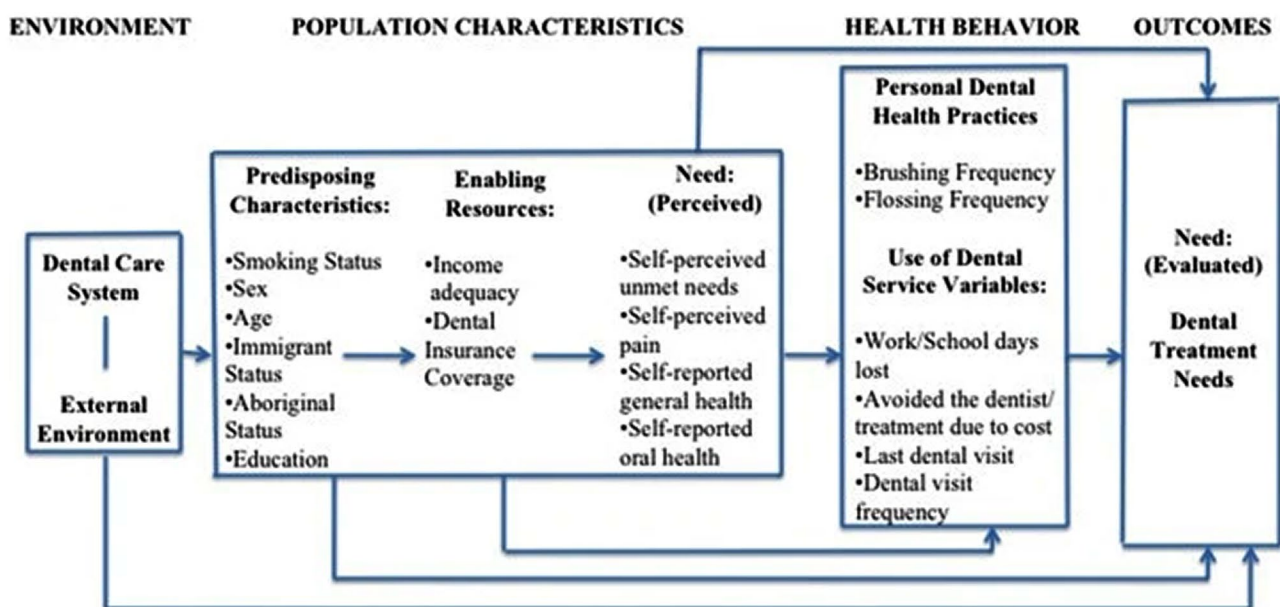 ENVIRONMENT
POPULATION CHARACTERISTICS
HEALTH BEHAVIOR
OUTCOMES
Dental Care
System
External
Environment
Predisposing
Characteristics:
•Smoking Status
•Sex
•Age
•Immigrant
Status
•Aboriginal
Status
•Education
Enabling
Resources:
•Income
adequacy
•Dental
Insurance
Coverage
Need:
(Perceived)
•Self-perceived
unmet needs
•Self-perceived
pain
•Self-reported
general health
•Self-reported
oral health
Personal Dental
Health Practices
•Brushing Frequency
•Flossing Frequency
Use of Dental
Service Variables:
•Work/School days
lost
•Avoided the dentist/
treatment due to cost
•Last dental visit
•Dental visit
frequency
Need:
(Evaluated)
Dental
Treatment
Needs